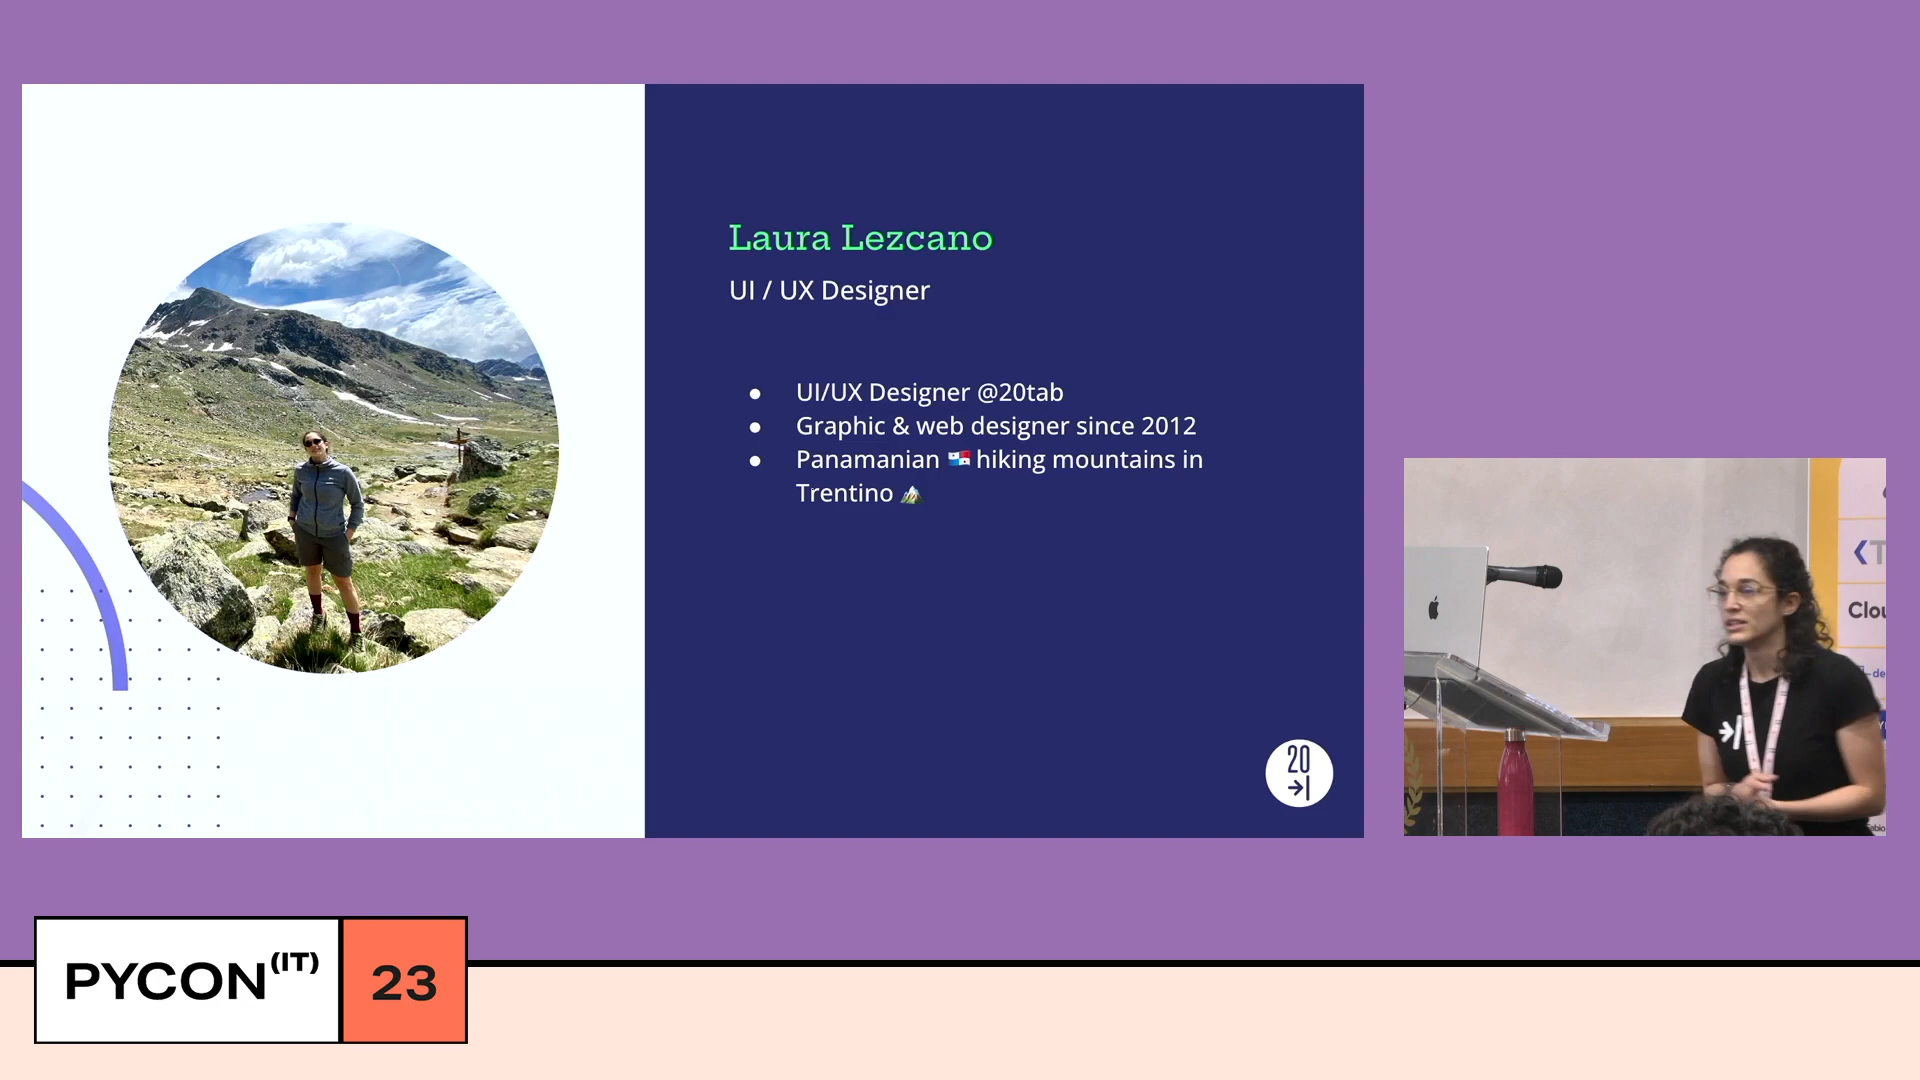 Laura Lezcano
UI / UX Designer
● UI/UX Designer @20tab
● Graphic & web designer since 2012
● Panamanian 🇵🇦 hiking mountains in
Trentino 🏔️
20
Clou
PYCON(IT) 23